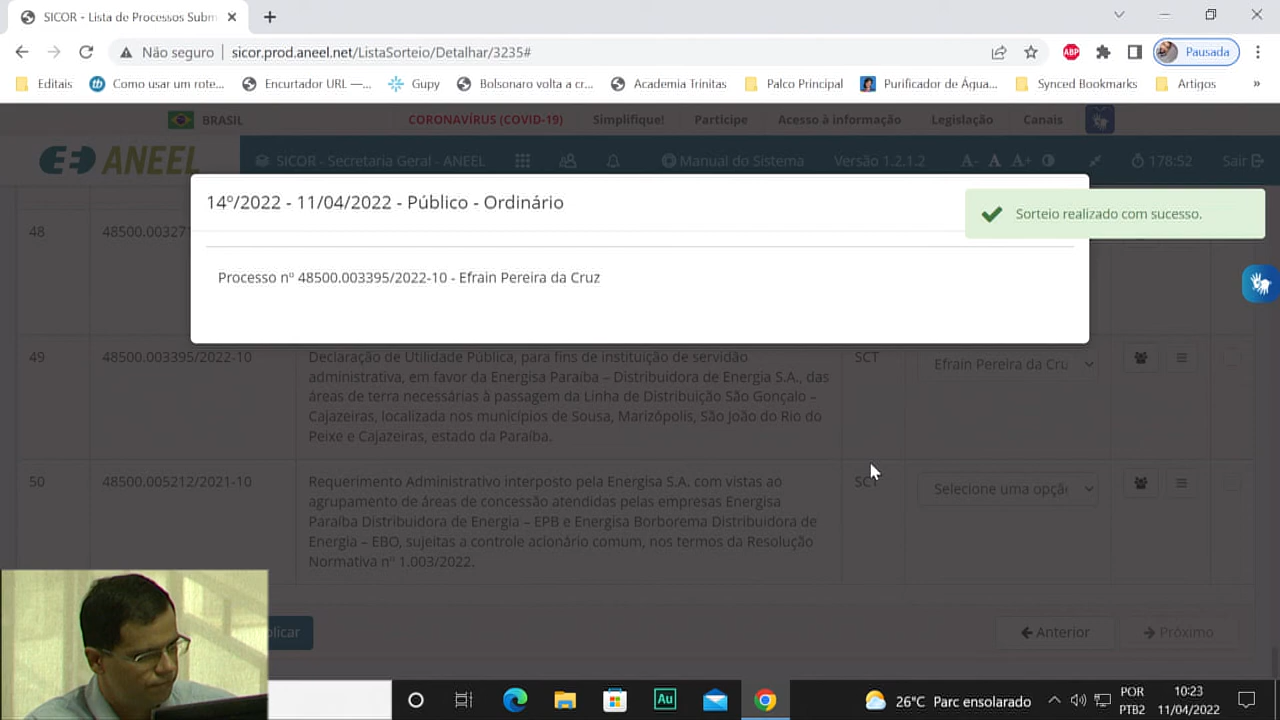 SICOR - Lista de Processos Subm
Não seguro
sicor.prod.aneel.net/ListaSorteio/Detalhar/3235#
ABP
Pausada
Editais
tb
Como usar um rote...
Encurtador URL —...
Gupy
Bolsonaro volta a cr...
Academia Trinitas
Palco Principal
Purificador de Água...
Synced Bookmarks
Artigos
»
BRASIL
CORONAVÍRUS (COVID-19)
Simplifique!
Participe
Acesso à informação
Legislação
Canais
ANEEL
SICOR - Secretaria Geral - ANEEL
Manual do Sistema
Versão 1.2.1.2
A-
A
A+
178:52
Sair
14º/2022 - 11/04/2022 - Público - Ordinário
Sorteio realizado com sucesso.
Processo nº 48500.003395/2022-10 - Efrain Pereira da Cruz
48
48500.003271
49
48500.003395/2022-10
Declaração de Utilidade Pública, para fins de instituição de servidão
administrativa, em favor da Energisa Paraíba – Distribuidora de Energia S.A., das
áreas de terra necessárias à passagem da Linha de Distribuição São Gonçalo –
Cajazeiras, localizada nos municípios de Sousa, Marizópolis, São João do Rio do
Peixe e Cajazeiras, estado da Paraíba.
SCT
Efrain Pereira da Cru
50
48500.005212/2021-10
Requerimento Administrativo interposto pela Energisa S.A. com vistas ao
agrupamento de áreas de concessão atendidas pelas empresas Energisa
Paraíba Distribuidora de Energia – EPB e Energisa Borborema Distribuidora de
Energia – EBO, sujeitas a controle acionário comum, nos termos da Resolução
Normativa nº 1.003/2022.
SCT
Selecione uma opçã
blicar
Anterior
Próximo
Au
26°C
Parc ensolarado
POR
PTB2
10:23
11/04/2022